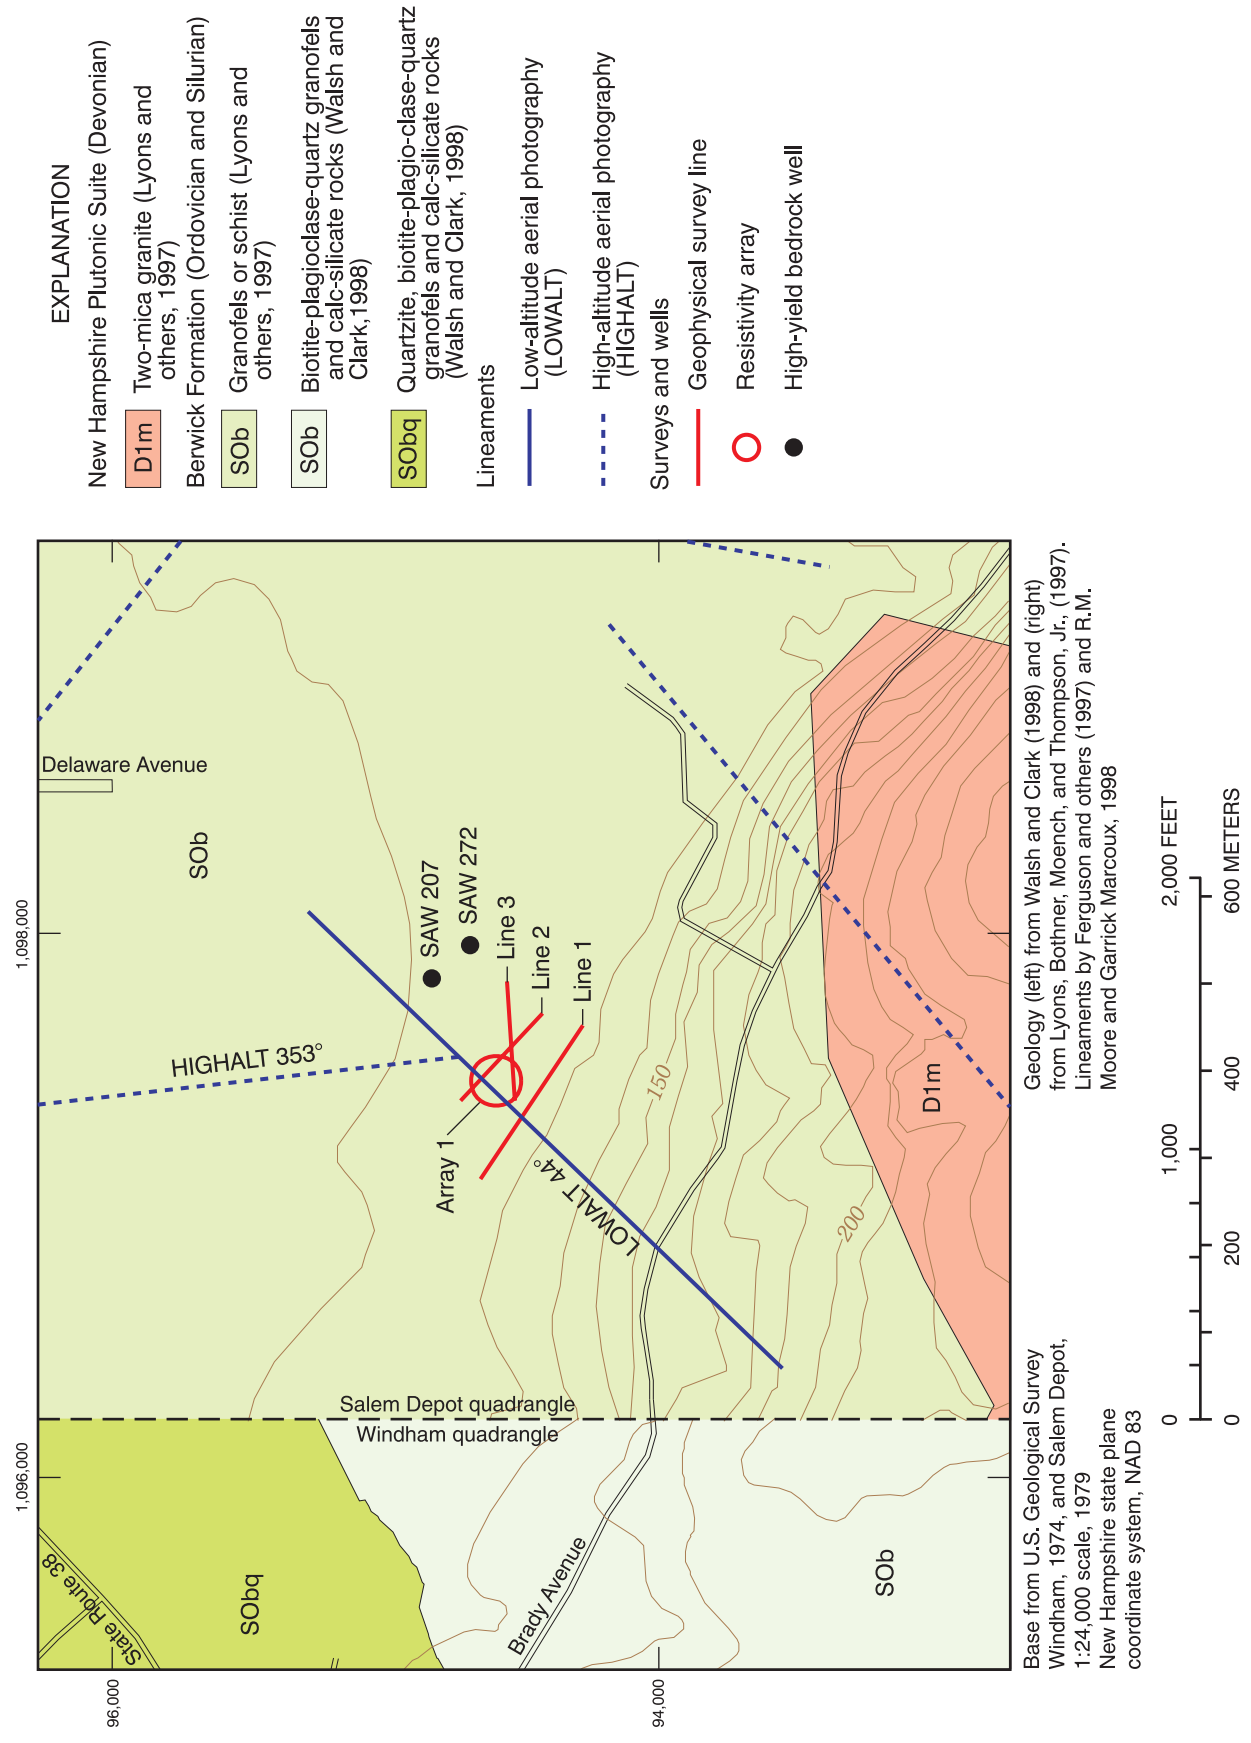 1,096,000
1,098,000
96,000
94,000
State Route 38
SObq
Delaware Avenue
SOb
HIGHALT 353°
SAW 207
SAW 272
Line 3
Line 2
Line 1
Array 1
LOWALT 44°
Salem Depot quadrangle
Windham quadrangle
Brady Avenue
150
200
D1m
SOb
EXPLANATION
New Hampshire Plutonic Suite (Devonian)
D1m
Two-mica granite (Lyons and
others, 1997)
Berwick Formation (Ordovician and Silurian)
SOb
Granofels or schist (Lyons and
others, 1997)
SOb
Biotite-plagioclase-quartz granofels
and calc-silicate rocks (Walsh and
Clark,1998)
SObq
Quartzite, biotite-plagio-clase-quartz
granofels and calc-silicate rocks
(Walsh and Clark, 1998)
Lineaments
Low-altitude aerial photography
(LOWALT)
High-altitude aerial photography
(HIGHALT)
Surveys and wells
Geophysical survey line
Resistivity array
High-yield bedrock well
Base from U.S. Geological Survey
Windham, 1974, and Salem Depot,
1:24,000 scale, 1979
New Hampshire state plane
coordinate system, NAD 83
Geology (left) from Walsh and Clark (1998) and (right)
from Lyons, Bothner, Moench, and Thompson, Jr., (1997).
Lineaments by Ferguson and others (1997) and R.M.
Moore and Garrick Marcoux, 1998
0 1,000 2,000 FEET
0 200 400 600 METERS